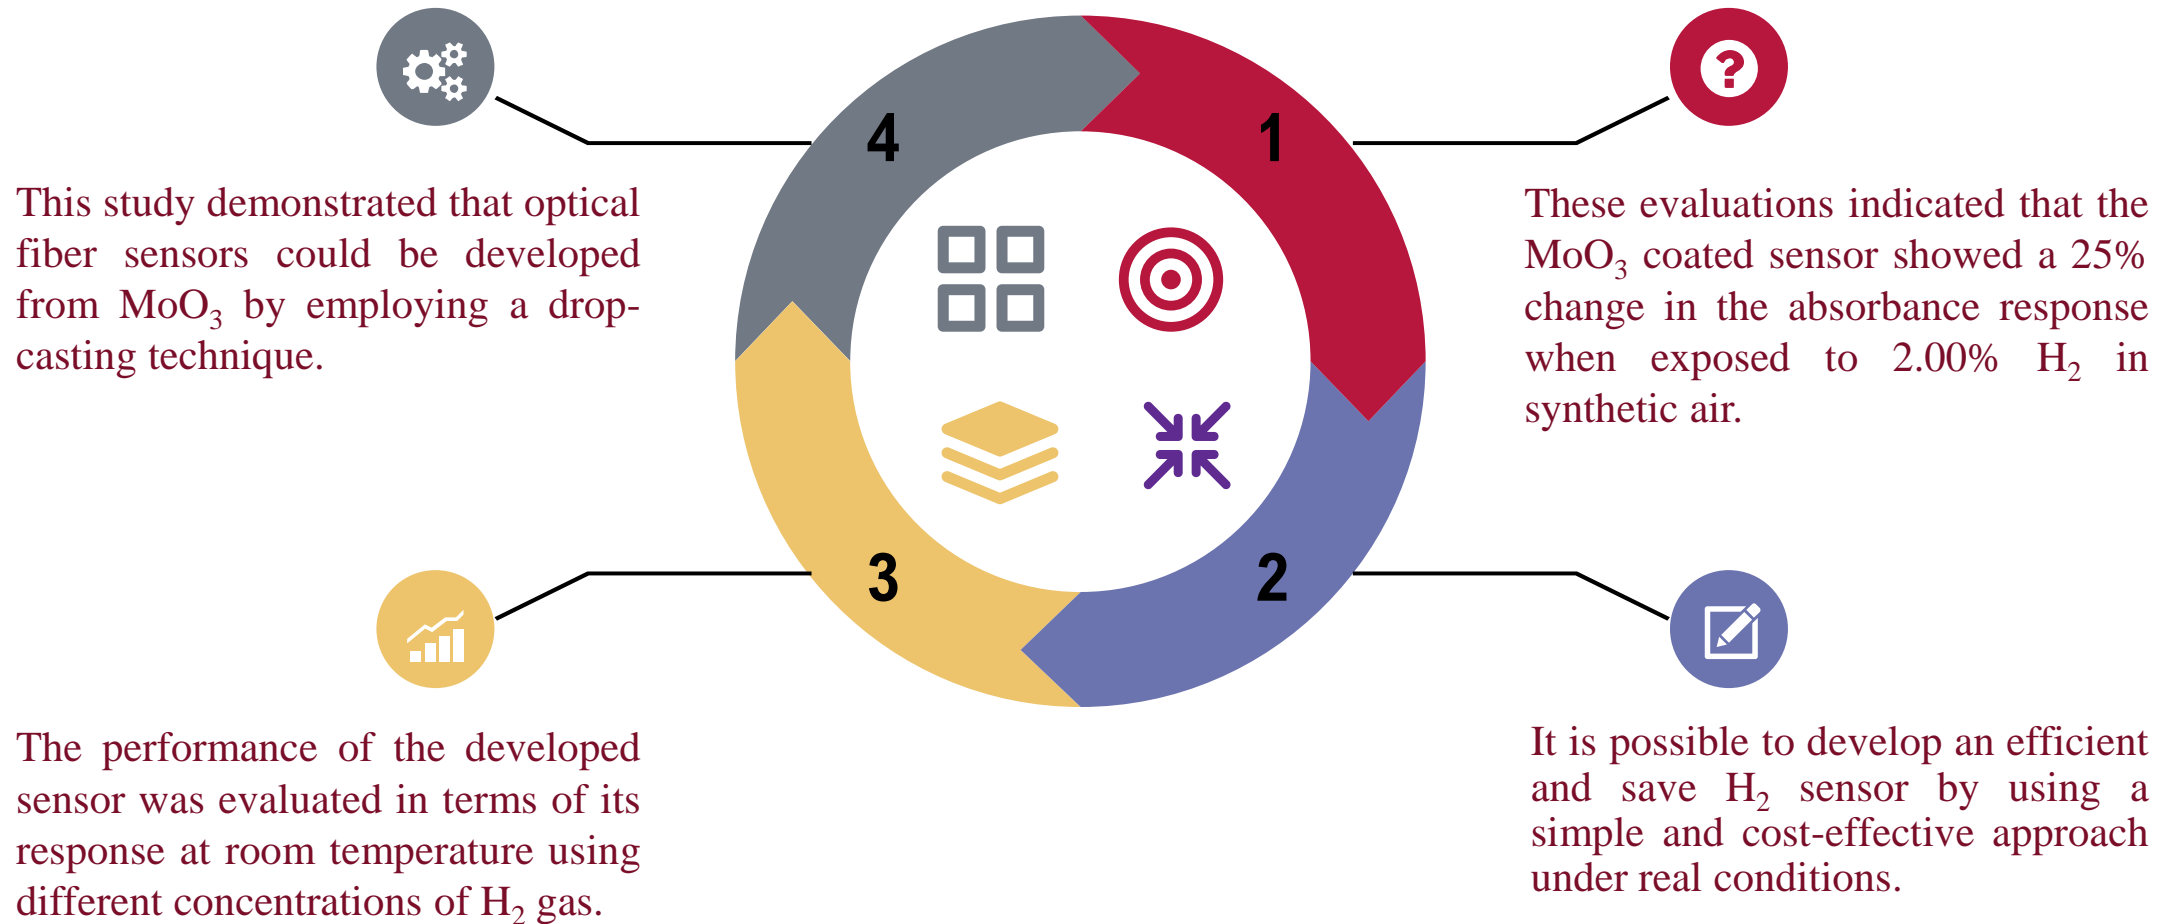 4
1
This study demonstrated that optical
fiber sensors could be developed
from MoO₃ by employing a drop-
casting technique.
These evaluations indicated that the
MoO₃ coated sensor showed a 25%
change in the absorbance response
when exposed to 2.00% H₂ in
synthetic air.
3
2
The performance of the developed
sensor was evaluated in terms of its
response at room temperature using
different concentrations of H₂ gas.
It is possible to develop an efficient
and save H₂ sensor by using a
simple and cost-effective approach
under real conditions.